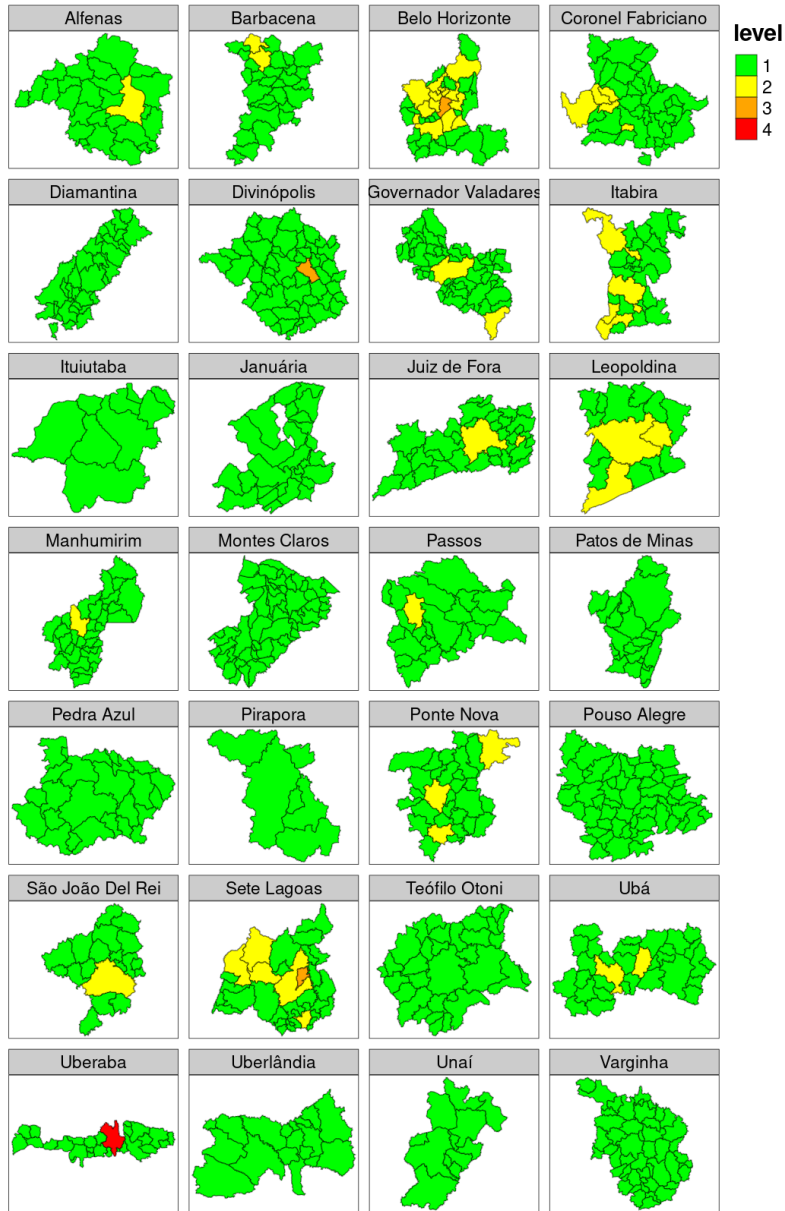 Alfenas
Barbacena
Belo Horizonte
Coronel Fabriciano
level
1
2
3
4
Diamantina
Divinópolis
Governador Valadares
Itabira
Ituiutaba
Januária
Juiz de Fora
Leopoldina
Manhumirim
Montes Claros
Passos
Patos de Minas
Pedra Azul
Pirapora
Ponte Nova
Pouso Alegre
São João Del Rei
Sete Lagoas
Teófilo Otoni
Ubá
Uberaba
Uberlândia
Unaí
Varginha